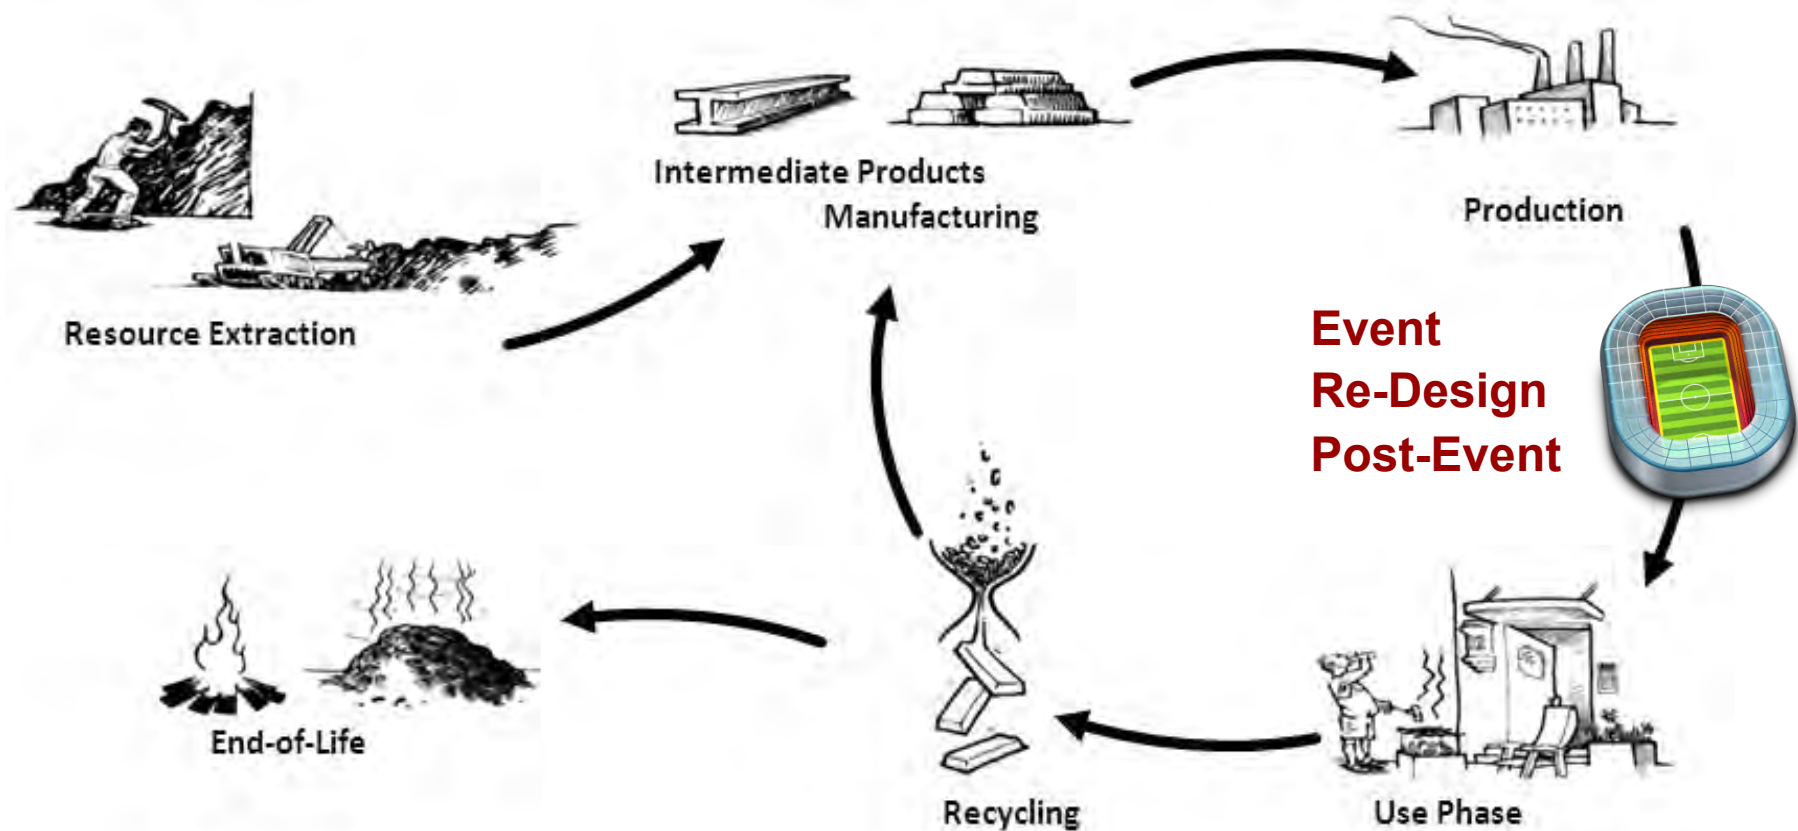 Intermediate Products
Manufacturing
Production
Resource Extraction
Event
Re-Design
Post-Event
End-of-Life
Recycling
Use Phase